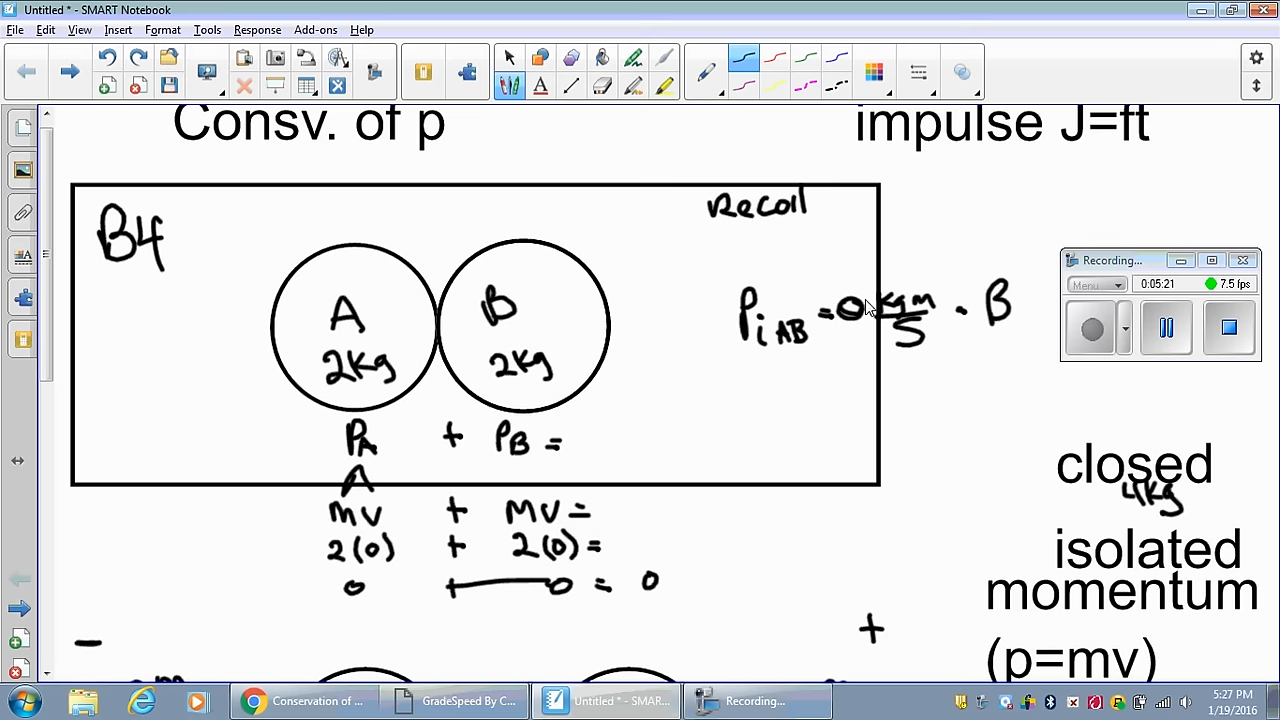 Untitled * - SMART Notebook
File Edit View Insert Format Tools Response Add-ons Help
Consv. of p
impulse J=ft
B4
Recoil
A
2kg
B
2kg
PiAB = 0 kgm/s · B
Recording...
Menu
0:05:21
7.5 fps
PA + PB =
A
mv + mv =
2(0) + 2(0) =
0 + 0 = 0
closed
4kg
isolated
momentum
(p=mv)
- +
Conservation of ...
GradeSpeed By C...
Untitled * - SMAR...
Recording...
5:27 PM
1/19/2016